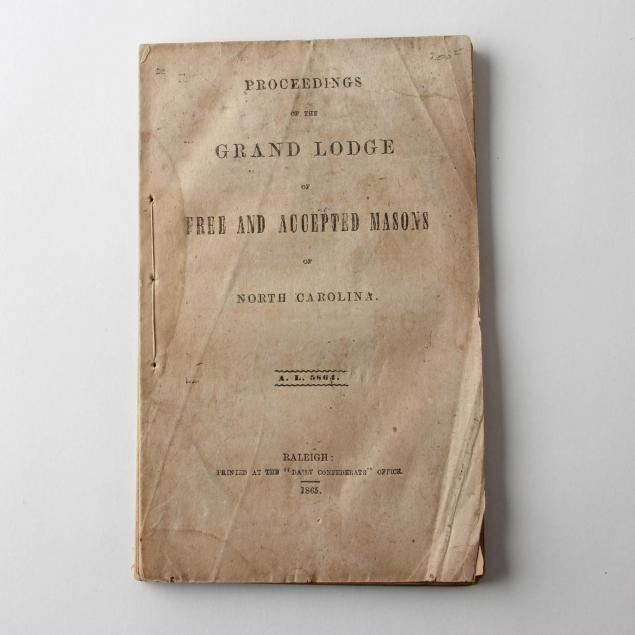 PROCEEDINGS
OF THE
GRAND LODGE
OF
FREE AND ACCEPTED MASONS
OF
NORTH CAROLINA.
A. L. 5864.
RALEIGH:
PRINTED AT THE "DAILY CONFEDERATE" OFFICE.
1865.